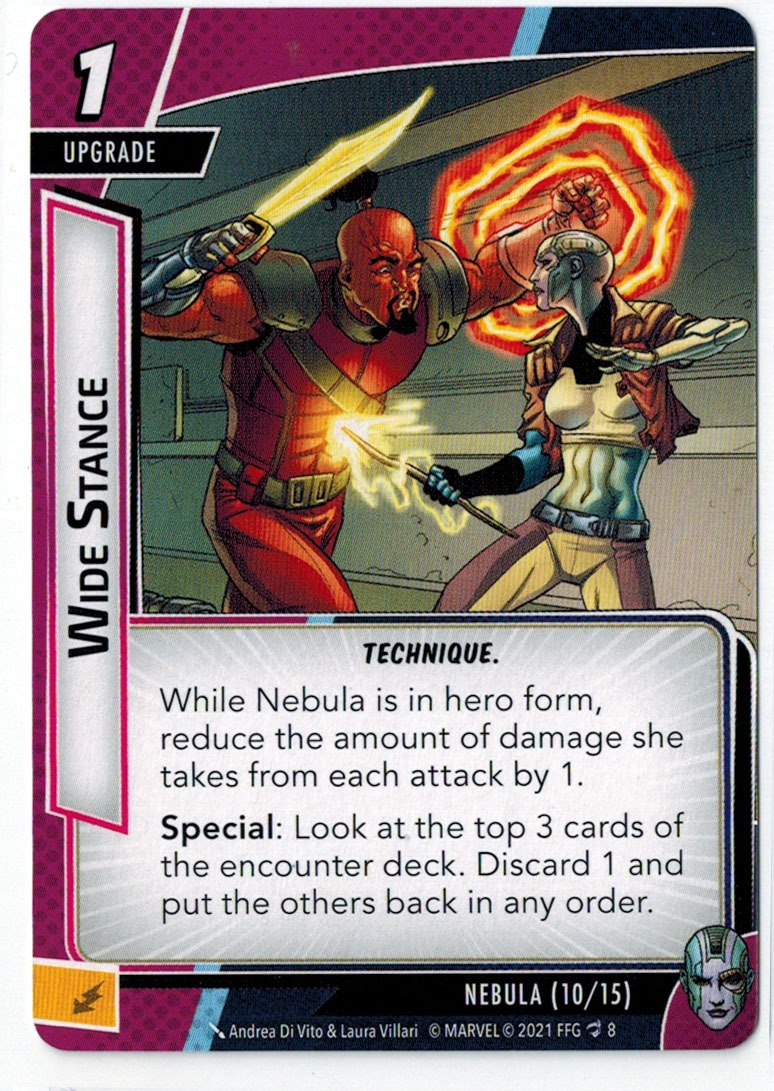 1
UPGRADE
WIDE STANCE
TECHNIQUE.
While Nebula is in hero form,
reduce the amount of damage she
takes from each attack by 1.
Special: Look at the top 3 cards of
the encounter deck. Discard 1 and
put the others back in any order.
NEBULA (10/15)
Andrea Di Vito & Laura Villari © MARVEL © 2021 FFG 8